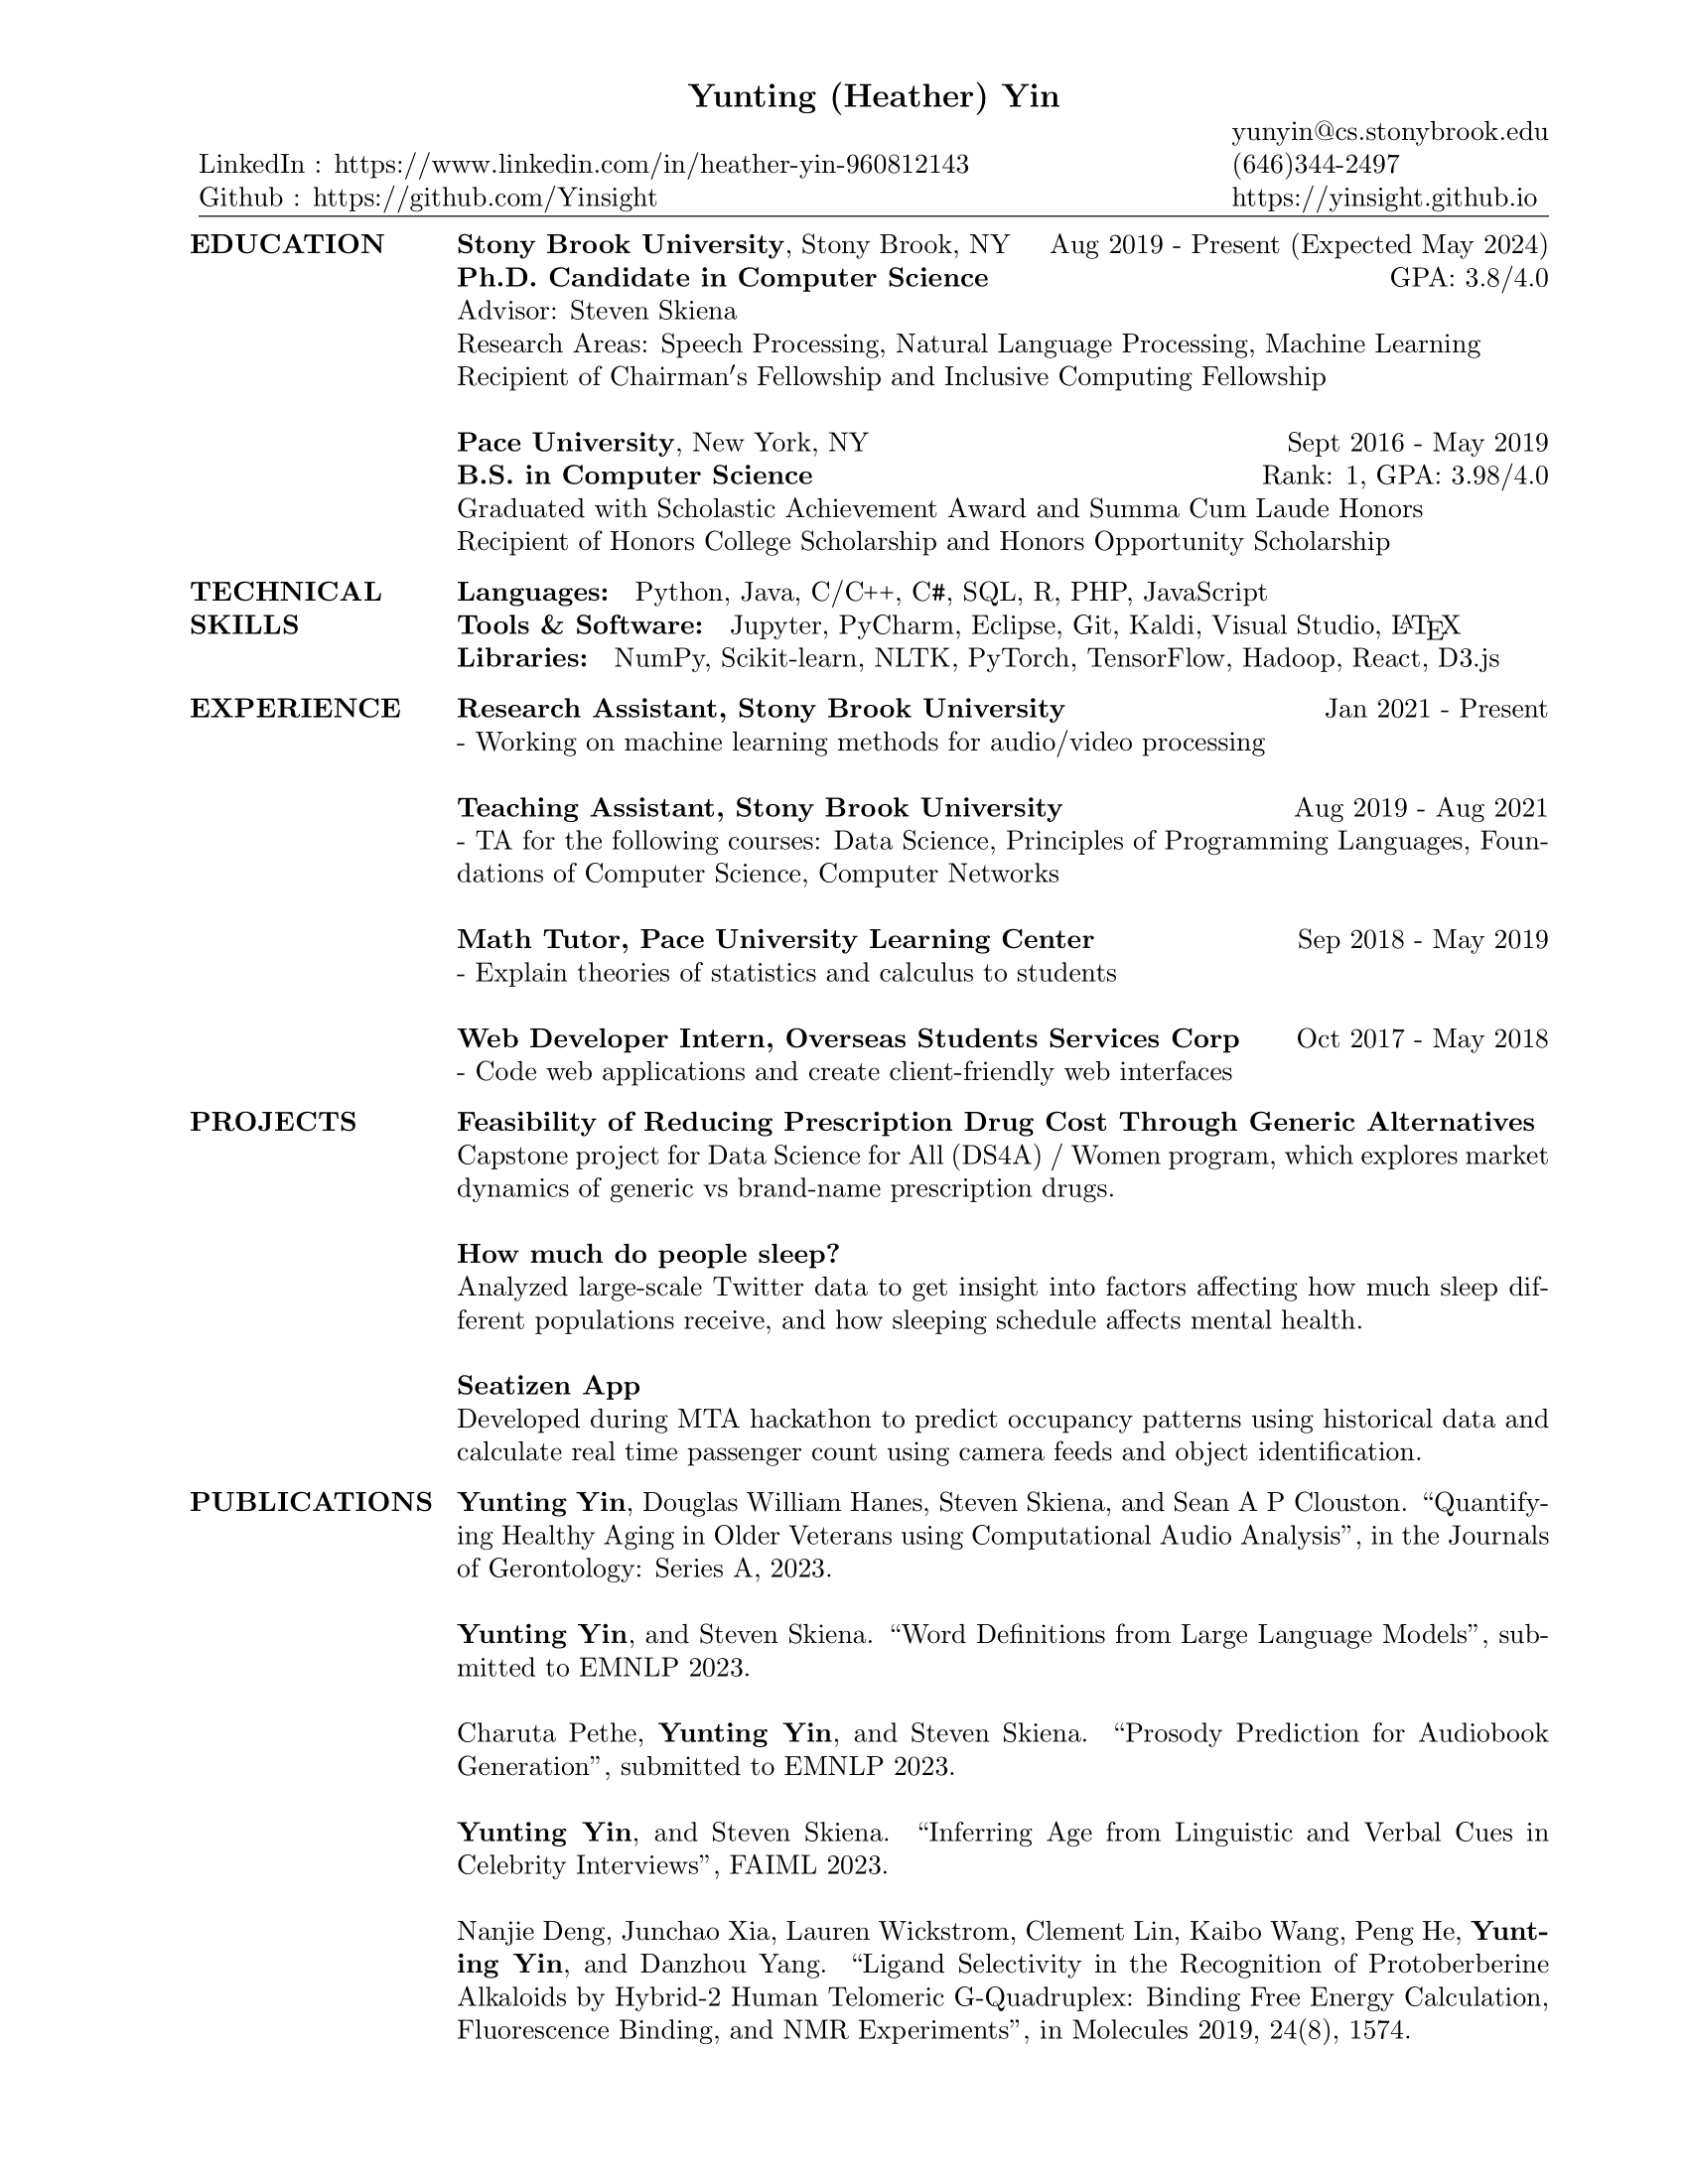 Yunting (Heather) Yin
yunyin@cs.stonybrook.edu
LinkedIn : https://www.linkedin.com/in/heather-yin-960812143 (646)344-2497
Github : https://github.com/Yinsight https://yinsight.github.io
EDUCATION Stony Brook University, Stony Brook, NY Aug 2019 - Present (Expected May 2024)
Ph.D. Candidate in Computer Science GPA: 3.8/4.0
Advisor: Steven Skiena
Research Areas: Speech Processing, Natural Language Processing, Machine Learning
Recipient of Chairman's Fellowship and Inclusive Computing Fellowship
Pace University, New York, NY Sept 2016 - May 2019
B.S. in Computer Science Rank: 1, GPA: 3.98/4.0
Graduated with Scholastic Achievement Award and Summa Cum Laude Honors
Recipient of Honors College Scholarship and Honors Opportunity Scholarship
TECHNICAL Languages: Python, Java, C/C++, C#, SQL, R, PHP, JavaScript
SKILLS Tools & Software: Jupyter, PyCharm, Eclipse, Git, Kaldi, Visual Studio, LATEX
Libraries: NumPy, Scikit-learn, NLTK, PyTorch, TensorFlow, Hadoop, React, D3.js
EXPERIENCE Research Assistant, Stony Brook University Jan 2021 - Present
- Working on machine learning methods for audio/video processing
Teaching Assistant, Stony Brook University Aug 2019 - Aug 2021
- TA for the following courses: Data Science, Principles of Programming Languages, Foun-
dations of Computer Science, Computer Networks
Math Tutor, Pace University Learning Center Sep 2018 - May 2019
- Explain theories of statistics and calculus to students
Web Developer Intern, Overseas Students Services Corp Oct 2017 - May 2018
- Code web applications and create client-friendly web interfaces
PROJECTS Feasibility of Reducing Prescription Drug Cost Through Generic Alternatives
Capstone project for Data Science for All (DS4A) / Women program, which explores market
dynamics of generic vs brand-name prescription drugs.
How much do people sleep?
Analyzed large-scale Twitter data to get insight into factors affecting how much sleep dif-
ferent populations receive, and how sleeping schedule affects mental health.
Seatizen App
Developed during MTA hackathon to predict occupancy patterns using historical data and
calculate real time passenger count using camera feeds and object identification.
PUBLICATIONS Yunting Yin, Douglas William Hanes, Steven Skiena, and Sean A P Clouston. “Quantify-
ing Healthy Aging in Older Veterans using Computational Audio Analysis”, in the Journals
of Gerontology: Series A, 2023.
Yunting Yin, and Steven Skiena. “Word Definitions from Large Language Models”, sub-
mitted to EMNLP 2023.
Charuta Pethe, Yunting Yin, and Steven Skiena. “Prosody Prediction for Audiobook
Generation”, submitted to EMNLP 2023.
Yunting Yin, and Steven Skiena. “Inferring Age from Linguistic and Verbal Cues in
Celebrity Interviews”, FAIML 2023.
Nanjie Deng, Junchao Xia, Lauren Wickstrom, Clement Lin, Kaibo Wang, Peng He, Yunt-
ing Yin, and Danzhou Yang. “Ligand Selectivity in the Recognition of Protoberberine
Alkaloids by Hybrid-2 Human Telomeric G-Quadruplex: Binding Free Energy Calculation,
Fluorescence Binding, and NMR Experiments”, in Molecules 2019, 24(8), 1574.